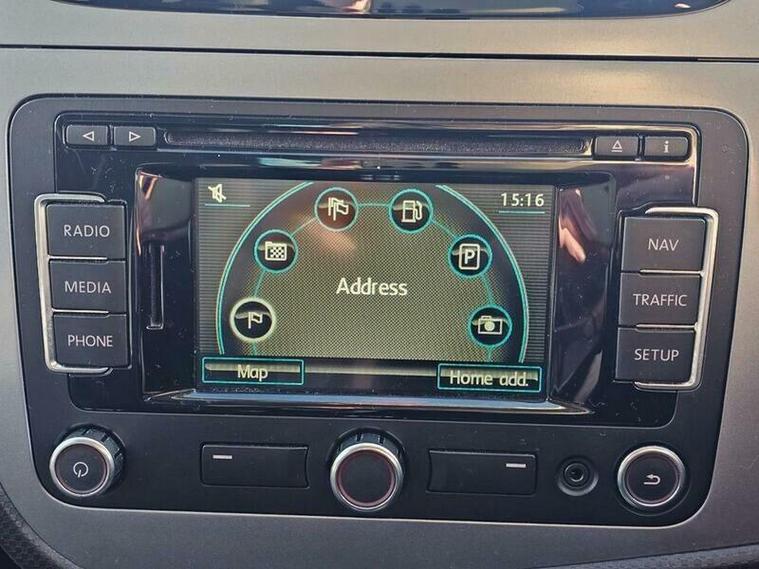 i
15:16
RADIO
NAV
P
MEDIA
Address
TRAFFIC
PHONE
SETUP
Map
Home add.